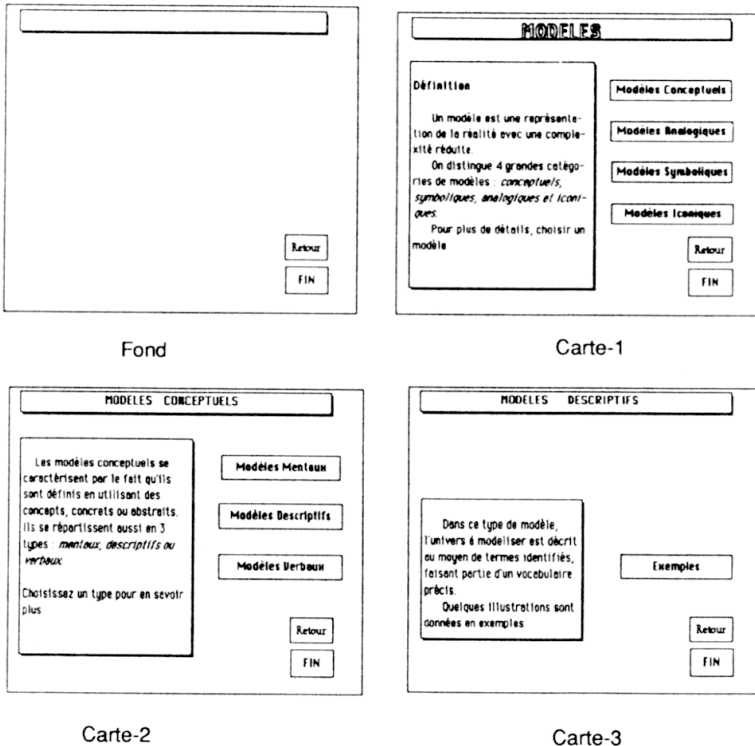 Retour
FIN
Fond
MODELES
Définition
Un modèle est une représenta-
tion de la réalité avec une comple-
xité réduite.
On distingue 4 grandes catégo-
ries de modèles : conceptuels,
symboliques, analogiques et iconi-
ques.
Pour plus de détails, choisir un
modèle
Modèles Conceptuels
Modèles Analogiques
Modèles Symboliques
Modèles Iconiques
Retour
FIN
Carte-1
MODELES CONCEPTUELS
Les modèles conceptuels se
caractérisent par le fait qu'ils
sont définis en utilisant des
concepts, concrets ou abstraits.
Ils se répartissent aussi en 3
types : mentaux, descriptifs ou
verbaux
Choisissez un type pour en savoir
plus
Modèles Mentaux
Modèles Descriptifs
Modèles Verbaux
Retour
FIN
Carte-2
MODELES DESCRIPTIFS
Dans ce type de modèle,
l'univers à modeliser est décrit
au moyen de termes identifiés,
faisant partie d'un vocabulaire
précis.
Quelques illustrations sont
données en exemples
Exemples
Retour
FIN
Carte-3